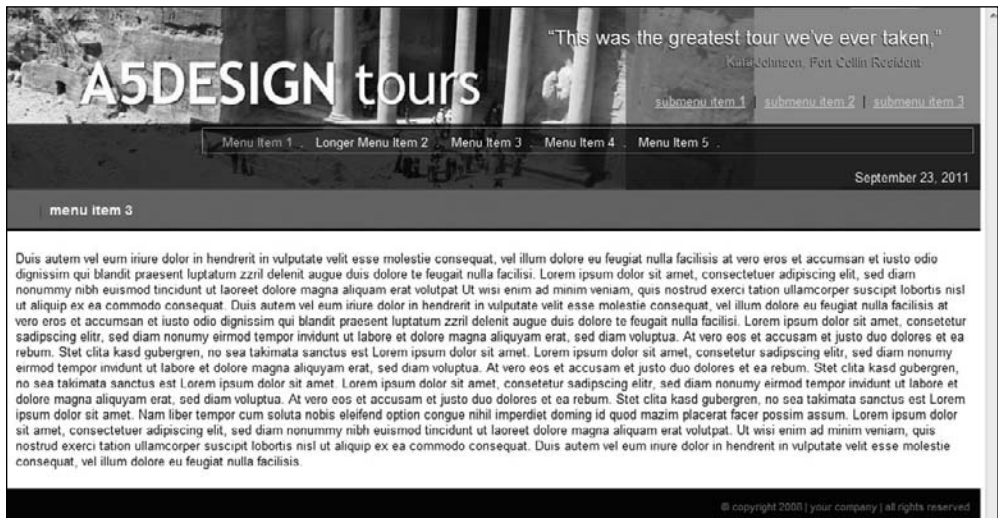 "This was the greatest tour we've ever taken,"
Kala Johnson, Fort Collin Resident
A5DESIGN tours
submenu item 1 | submenu item 2 | submenu item 3
Menu Item 1 . Longer Menu Item 2 . Menu Item 3 . Menu Item 4 . Menu Item 5 .
September 23, 2011
| menu item 3
Duis autem vel eum iriure dolor in hendrerit in vulputate velit esse molestie consequat, vel illum dolore eu feugiat nulla facilisis at vero eros et accumsan et iusto odio
dignissim qui blandit praesent luptatum zzril delenit augue duis dolore te feugait nulla facilisi. Lorem ipsum dolor sit amet, consectetuer adipiscing elit, sed diam
nonummy nibh euismod tincidunt ut laoreet dolore magna aliquam erat volutpat Ut wisi enim ad minim veniam, quis nostrud exerci tation ullamcorper suscipit lobortis nisl
ut aliquip ex ea commodo consequat. Duis autem vel eum iriure dolor in hendrerit in vulputate velit esse molestie consequat, vel illum dolore eu feugiat nulla facilisis at
vero eros et accumsan et iusto odio dignissim qui blandit praesent luptatum zzril delenit augue duis dolore te feugait nulla facilisi. Lorem ipsum dolor sit amet, consetetur
sadipscing elitr, sed diam nonumy eirmod tempor invidunt ut labore et dolore magna aliquyam erat, sed diam voluptua. At vero eos et accusam et justo duo dolores et ea
rebum. Stet clita kasd gubergren, no sea takimata sanctus est Lorem ipsum dolor sit amet. Lorem ipsum dolor sit amet, consetetur sadipscing elitr, sed diam nonumy
eirmod tempor invidunt ut labore et dolore magna aliquyam erat, sed diam voluptua. At vero eos et accusam et justo duo dolores et ea rebum. Stet clita kasd gubergren,
no sea takimata sanctus est Lorem ipsum dolor sit amet. Lorem ipsum dolor sit amet, consetetur sadipscing elitr, sed diam nonumy eirmod tempor invidunt ut labore et
dolore magna aliquyam erat, sed diam voluptua. At vero eos et accusam et justo duo dolores et ea rebum. Stet clita kasd gubergren, no sea takimata sanctus est Lorem
ipsum dolor sit amet. Nam liber tempor cum soluta nobis eleifend option congue nihil imperdiet doming id quod mazim placerat facer possim assum. Lorem ipsum dolor
sit amet, consectetuer adipiscing elit, sed diam nonummy nibh euismod tincidunt ut laoreet dolore magna aliquam erat volutpat. Ut wisi enim ad minim veniam, quis
nostrud exerci tation ullamcorper suscipit lobortis nisl ut aliquip ex ea commodo consequat. Duis autem vel eum iriure dolor in hendrerit in vulputate velit esse molestie
consequat, vel illum dolore eu feugiat nulla facilisis.
© copyright 2008 | your company | all rights reserved